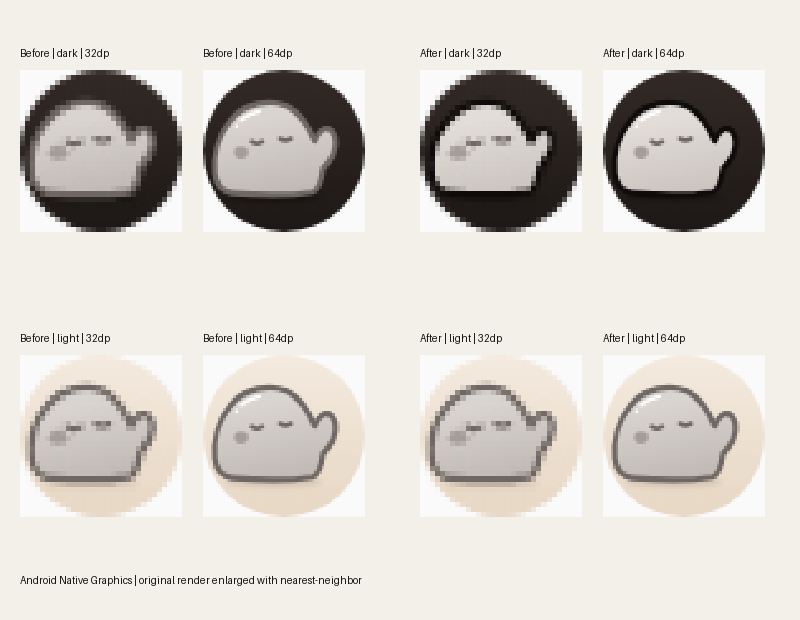 Before | dark | 32dp
Before | dark | 64dp
After | dark | 32dp
After | dark | 64dp
Before | light | 32dp
Before | light | 64dp
After | light | 32dp
After | light | 64dp
Android Native Graphics | original render enlarged with nearest-neighbor